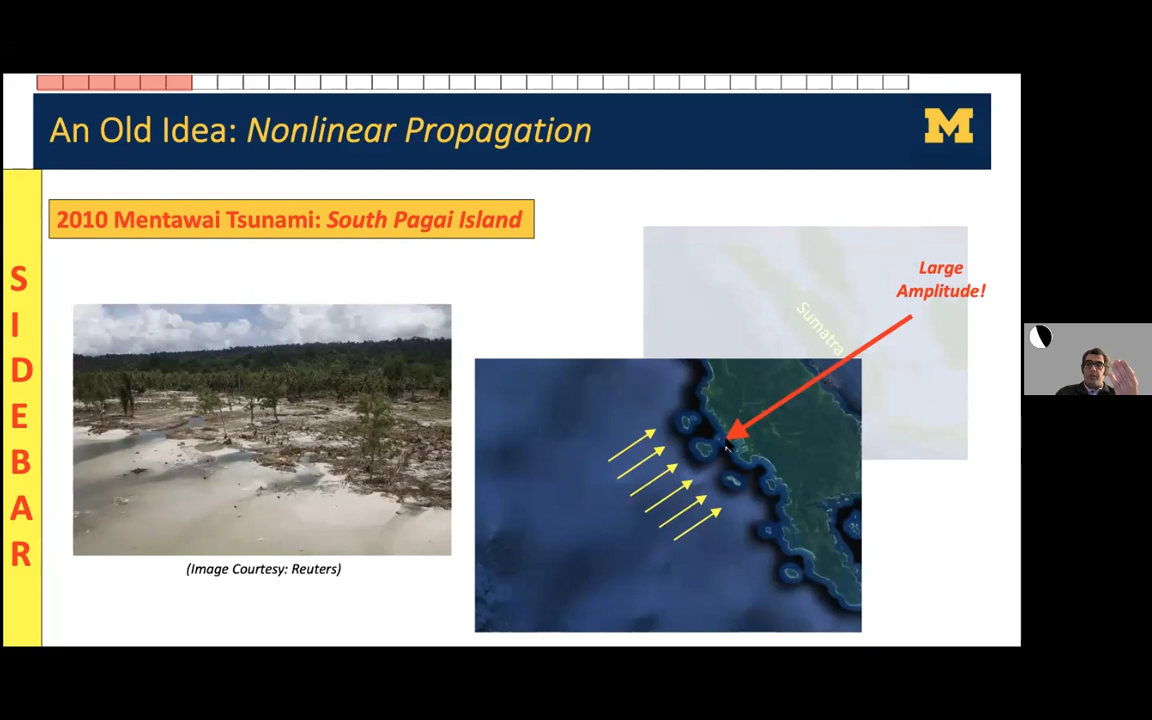 An Old Idea: Nonlinear Propagation
M
2010 Mentawai Tsunami: South Pagai Island
S
I
D
E
B
A
R
Large
Amplitude!
Sumatra
(Image Courtesy: Reuters)